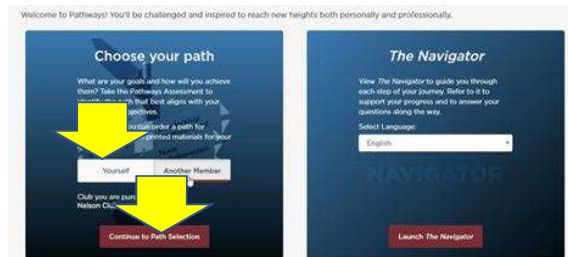 Welcome to Pathways! You'll be challenged and inspired to reach new heights both personally and professionally.
Choose your path
What are your goals and how will you achieve
them? Take the Pathways Assessment to
identify the path that best aligns with your
objectives.
order a path for
printed materials for your
Yourself
Another Member
Club you are
Nelson
Continue to Path Selection
The Navigator
View The Navigator to guide you through
each step of your journey. Refer to it to
support your progress and to answer your
questions along the way.
Select Language:
English
NAVIGATOR
Launch The Navigator